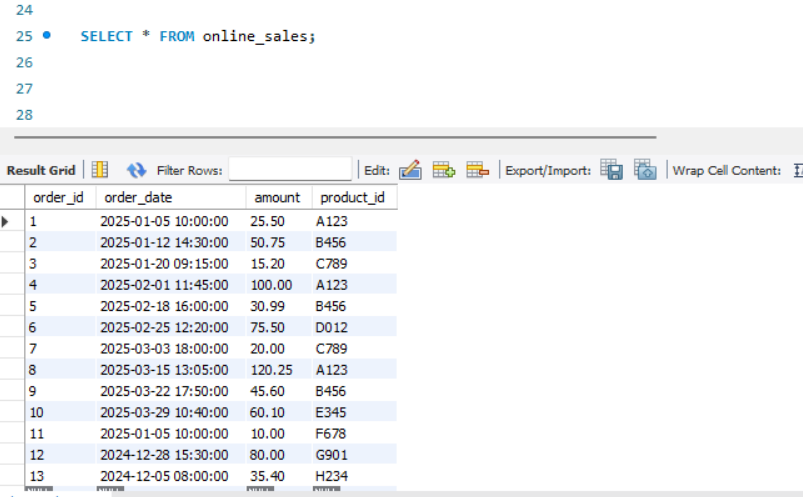 24
25 SELECT * FROM online_sales;
26
27
28
Result Grid Filter Rows: Edit: Export/Import: Wrap Cell Content:
order_id order_date amount product_id
1 2025-01-05 10:00:00 25.50 A123
2 2025-01-12 14:30:00 50.75 B456
3 2025-01-20 09:15:00 15.20 C789
4 2025-02-01 11:45:00 100.00 A123
5 2025-02-18 16:00:00 30.99 B456
6 2025-02-25 12:20:00 75.50 D012
7 2025-03-03 18:00:00 20.00 C789
8 2025-03-15 13:05:00 120.25 A123
9 2025-03-22 17:50:00 45.60 B456
10 2025-03-29 10:40:00 60.10 E345
11 2025-01-05 10:00:00 10.00 F678
12 2024-12-28 15:30:00 80.00 G901
13 2024-12-05 08:00:00 35.40 H234